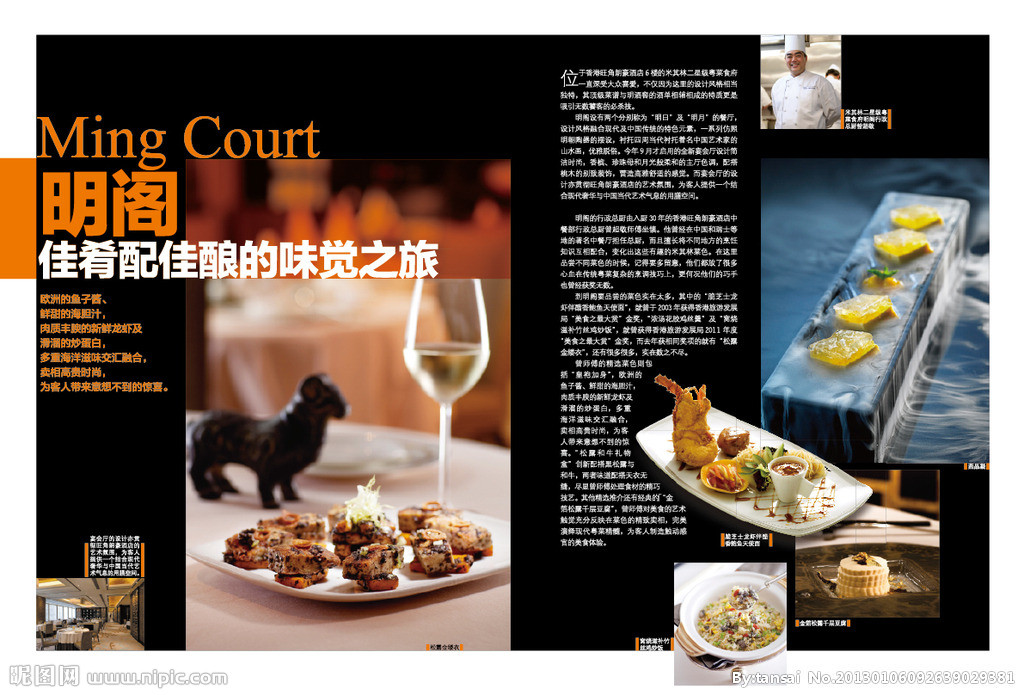 Ming Court
明阁
佳肴配佳酿的味觉之旅
欧洲的鱼子酱、
鲜甜的海胆汁，
肉质丰腴的新鲜龙虾及
滑溜的炒蛋白，
多重海洋滋味交汇融合，
卖相高贵时尚，
为客人带来意想不到的惊喜。
宴会厅的设计亦贯
彻旺角朗豪酒店的
艺术氛围，为客人
提供一个结合现代
奢华与中国当代艺
术气息的用膳空间。
松露金缕衣
位于香港旺角朗豪酒店6楼的米其林二星级粤菜食府
一直深受大众喜爱，不仅因为这里的设计风格相当
独特，其顶级菜谱与明酒窖的酒单相辅相成的特质更是
吸引无数饕客的必杀技。
明阁设有两个分别称为“明日”及“明月”的餐厅，
设计风格融合现代及中国传统的特色元素，一系列仿照
明朝陶器的摆设，衬托四周当代衬托着名中国艺术家的
山水画，优雅脱俗。今年9月才启用的全新宴会厅设计简
洁时尚，香槟、珍珠母和月光般柔和的主厅色调，配搭
桃木的别致装饰，营造高雅舒适的感觉。而宴会厅的设
计亦贯彻旺角朗豪酒店的艺术氛围，为客人提供一个结
合现代奢华与中国当代艺术气息的用膳空间。
明阁的行政总厨由入厨30年的香港旺角朗豪酒店中
餐部行政总厨曾超敬师傅坐镇。他曾经在中国和瑞士等
地的著名中餐厅担任总厨，而且擅长将不同地方的烹饪
知识互相配合，变化出这些有趣的米其林菜色。在这里
品尝不同菜色的时候，记得要多留意，他们都放了很多
心血在传统粤菜复杂的烹调技巧上，更何况他们的巧手
也曾经获奖无数。
到明阁要品尝的菜色实在太多，其中的“脆芝士龙
虾伴醬香鲍鱼天使面”，就曾于2003年获得香港旅游发展
局“美食之最大赏”金奖，“浓汤花胶鸡丝羹”及“窝烧
滋补竹丝鸡炒饭”，就曾获得香港旅游发展局2011年度
“美食之最大赏”金奖，而去年获相同奖项的就有“松露
金缕衣”，还有很多很多，实在数之不尽。
曾师傅的精选菜色则包
括“皇袍加身”，欧洲的
鱼子酱、鲜甜的海胆汁，
肉质丰腴的新鲜龙虾及
滑溜的炒蛋白，多重
海洋滋味交汇融合，
卖相高贵时尚，为客
人带来意想不到的惊
喜。“松露和牛礼物
盒”创新配搭黑松露与
和牛，两者味道配搭天衣无
缝，尽显曾师傅处理食材的精巧
技艺。其他精选推介还有经典的“金
箔松露千层豆腐”，曾师傅对美食的艺术
触觉充分反映在菜色的精致卖相，完美
演绎现代粤菜精髓，为客人制造触动感
官的美食体验。
米其林二星级粤
菜食府明阁行政
总厨曾超敬
脆芝士龙虾伴醬
香鲍鱼天使面
金箔松露千层豆腐
窝烧滋补竹
丝鸡炒饭
昵图网 www.nipic.com
By:tansai No.20130106092639029381